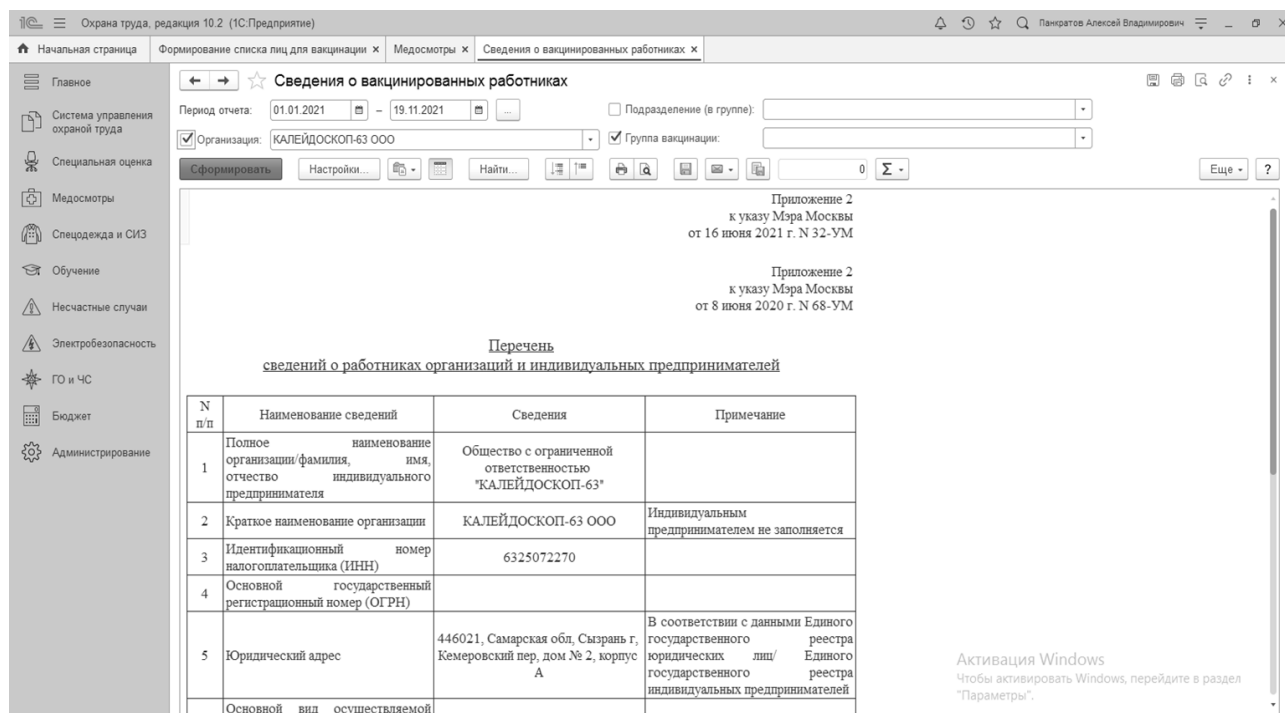 1С Охрана труда, редакция 10.2 (1С:Предприятие) Панкратов Алексей Владимирович
Начальная страница Формирование списка лиц для вакцинации × Медосмотры × Сведения о вакцинированных работниках ×
Главное
Система управления
охраной труда
Специальная оценка
Медосмотры
Спецодежда и СИЗ
Обучение
Несчастные случаи
Электробезопасность
ГО и ЧС
Бюджет
Администрирование
Сведения о вакцинированных работниках
Период отчета: 01.01.2021 – 19.11.2021 ... Подразделение (в группе):
Организация: КАЛЕЙДОСКОП-63 ООО Группа вакцинации:
Сформировать Настройки... Найти... 0 Σ Еще ?
Приложение 2
к указу Мэра Москвы
от 16 июня 2021 г. N 32-УМ
Приложение 2
к указу Мэра Москвы
от 8 июня 2020 г. N 68-УМ
Перечень
сведений о работниках организаций и индивидуальных предпринимателей
N
п/п
Наименование сведений
Сведения
Примечание
1
Полное наименование
организации/фамилия, имя,
отчество индивидуального
предпринимателя
Общество с ограниченной
ответственностью
"КАЛЕЙДОСКОП-63"
2
Краткое наименование организации
КАЛЕЙДОСКОП-63 ООО
Индивидуальным
предпринимателем не заполняется
3
Идентификационный номер
налогоплательщика (ИНН)
6325072270
4
Основной государственный
регистрационный номер (ОГРН)
5
Юридический адрес
446021, Самарская обл, Сызрань г,
Кемеровский пер, дом № 2, корпус
А
В соответствии с данными Единого
государственного реестра
юридических лиц/ Единого
государственного реестра
индивидуальных предпринимателей
Основной вид осуществляемой
Активация Windows
Чтобы активировать Windows, перейдите в раздел
"Параметры".